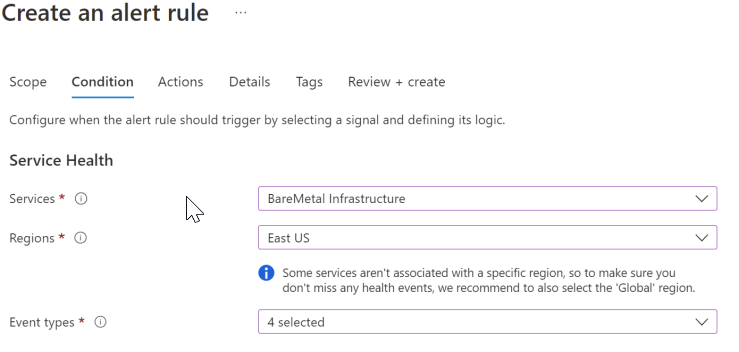 Create an alert rule ...
Scope Condition Actions Details Tags Review + create
Configure when the alert rule should trigger by selecting a signal and defining its logic.
Service Health
Services * BareMetal Infrastructure
Regions * East US
Some services aren't associated with a specific region, so to make sure you
don't miss any health events, we recommend to also select the 'Global' region.
Event types * 4 selected